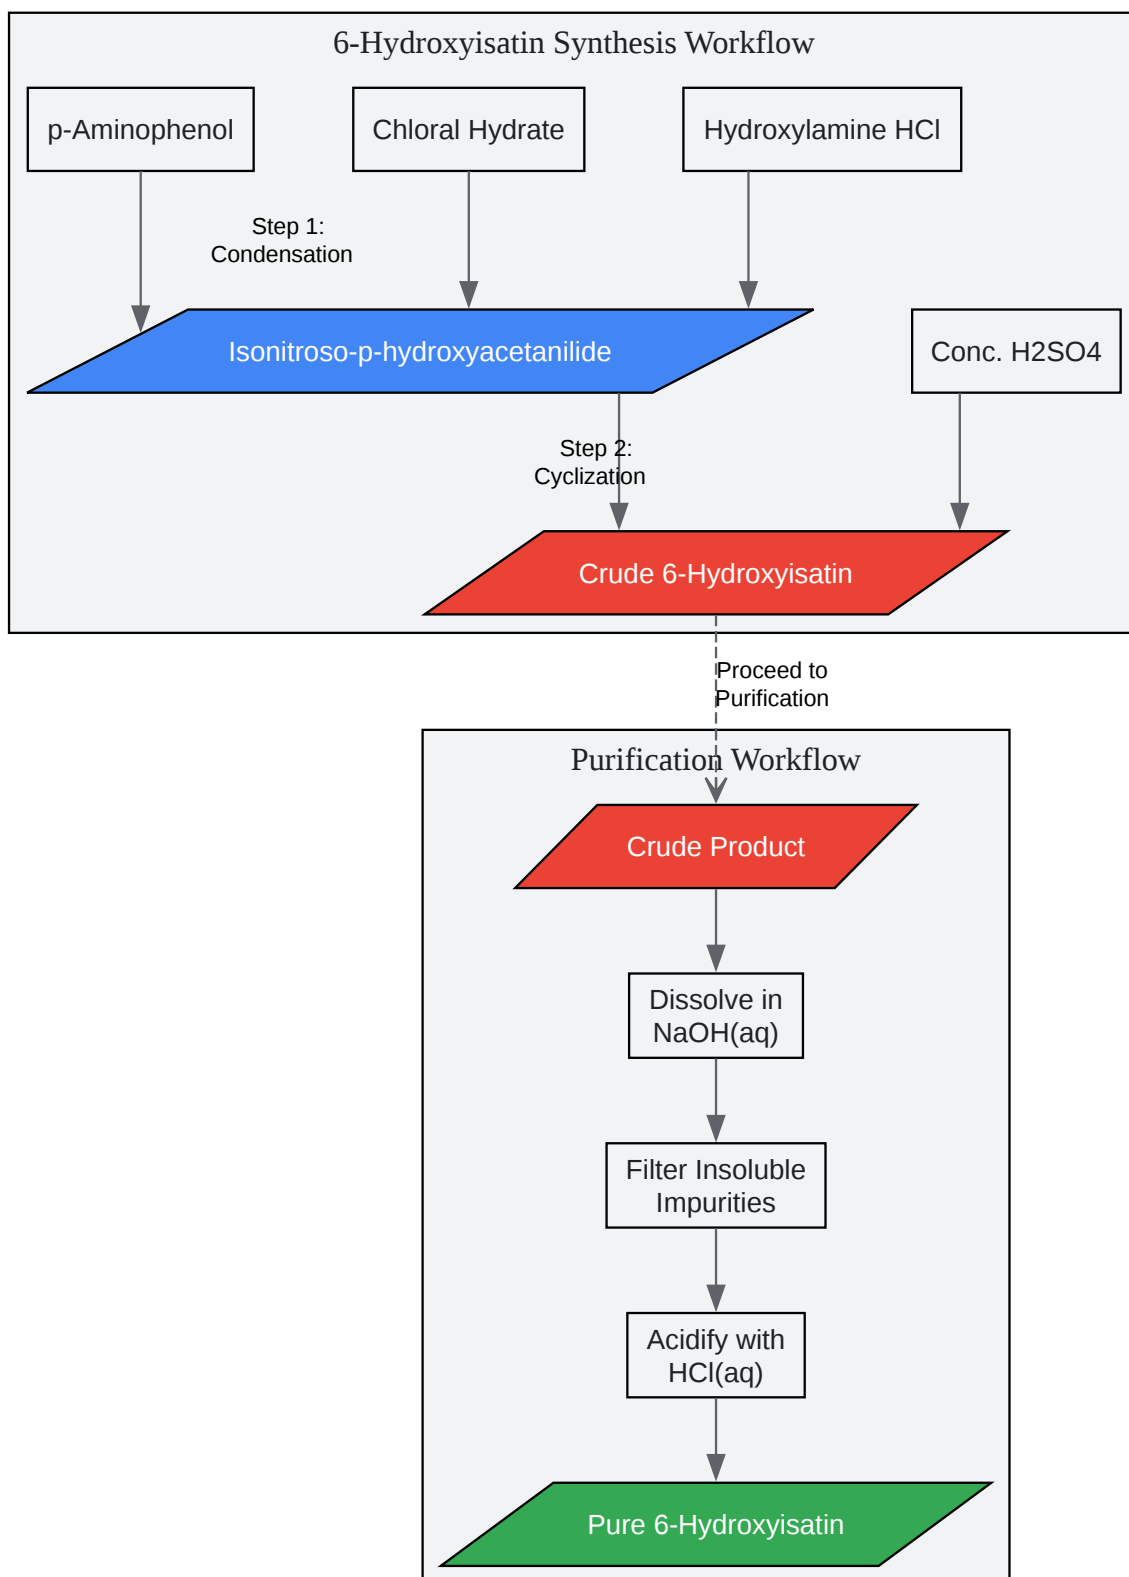 6-Hydroxyisatin Synthesis Workflow
p-Aminophenol
Chloral Hydrate
Hydroxylamine HCl
Step 1:
Condensation
Isonitroso-p-hydroxyacetanilide
Conc. H2SO4
Step 2:
Cyclization
Crude 6-Hydroxyisatin
Proceed to
Purification
Purification Workflow
Crude Product
Dissolve in
NaOH(aq)
Filter Insoluble
Impurities
Acidify with
HCl(aq)
Pure 6-Hydroxyisatin